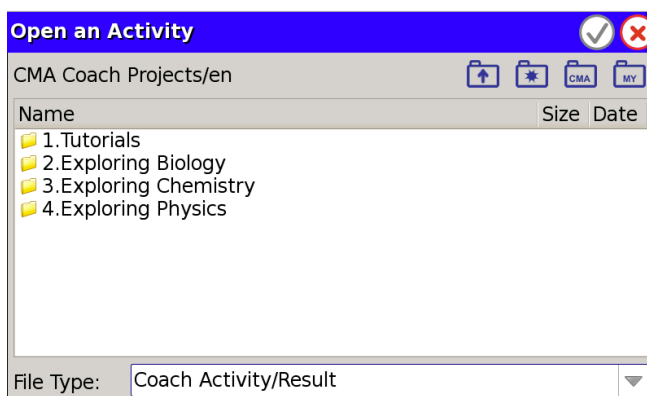 Open an Activity
CMA Coach Projects/en
CMA
MY
Name Size Date
1.Tutorials
2.Exploring Biology
3.Exploring Chemistry
4.Exploring Physics
File Type: Coach Activity/Result